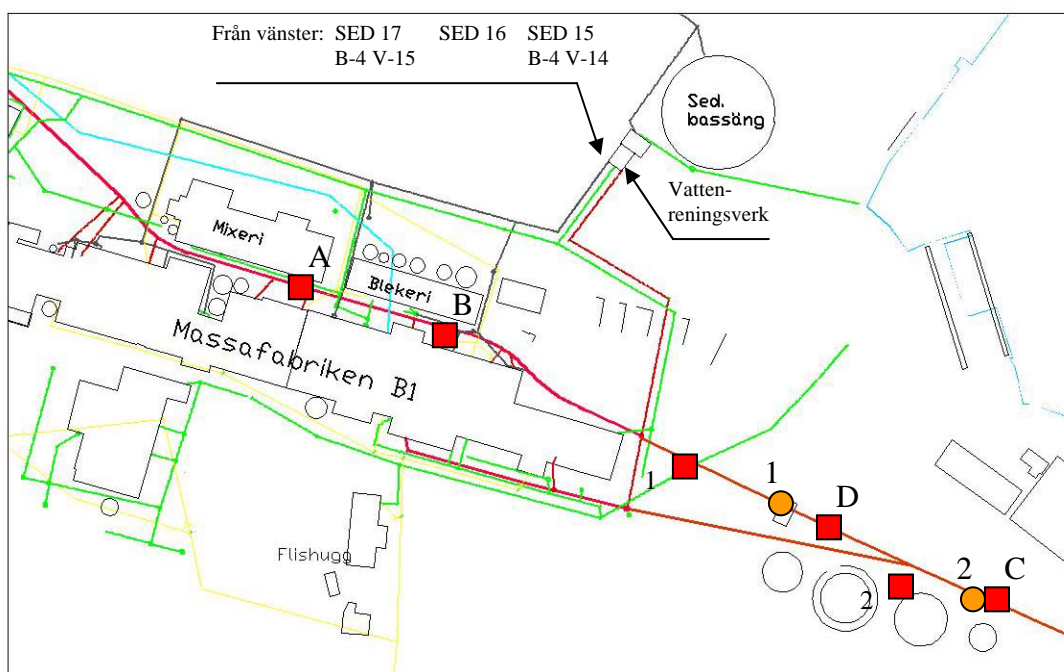 Från vänster: SED 17 SED 16 SED 15
B-4 V-15 B-4 V-14
Sed.
bassäng
Vatten-
reningsverk
Mixeri
A
Blekeri
B
Massafabriken B1
1
1
D
Flishugg
2
2
C